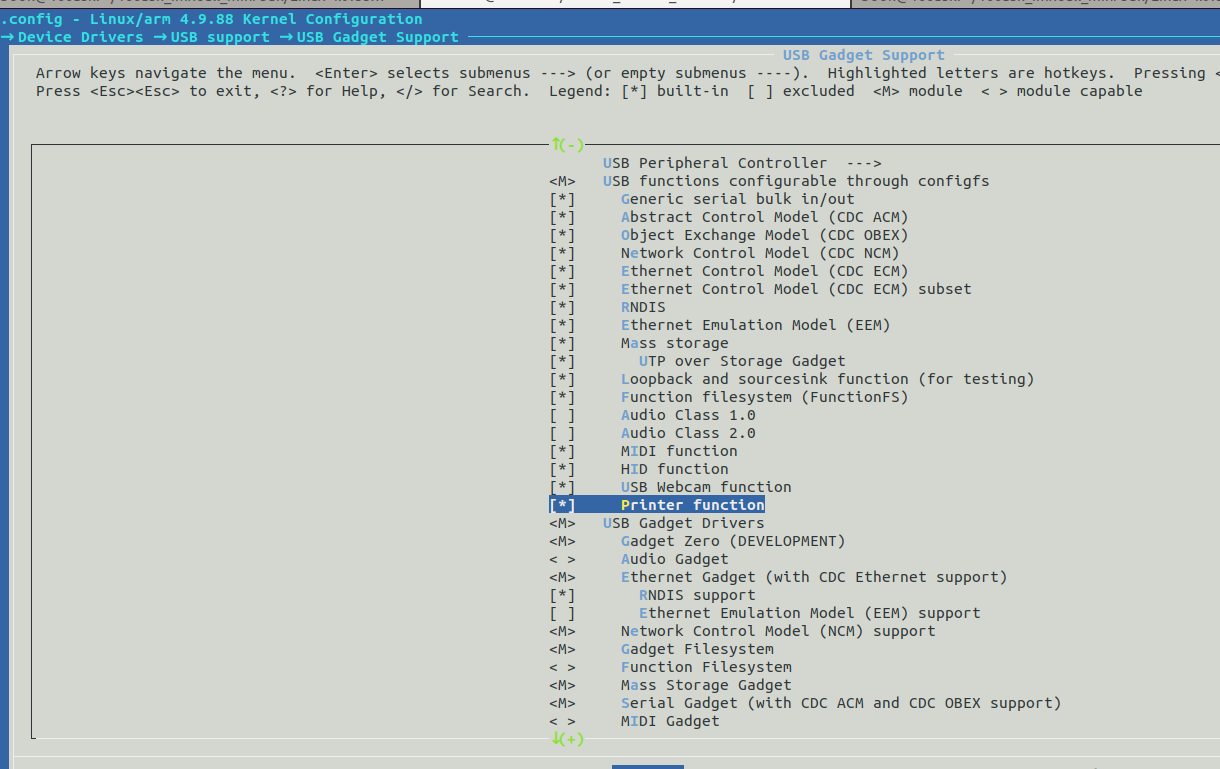 .config - Linux/arm 4.9.88 Kernel Configuration
→Device Drivers →USB support →USB Gadget Support
USB Gadget Support
Arrow keys navigate the menu.  <Enter> selects submenus ---> (or empty submenus ----).  Highlighted letters are hotkeys.  Pressing <
Press <Esc><Esc> to exit, <?> for Help, </> for Search.  Legend: [*] built-in  [ ] excluded  <M> module  < > module capable
↑(-)
USB Peripheral Controller  --->
<M>   USB functions configurable through configfs
[*]     Generic serial bulk in/out
[*]     Abstract Control Model (CDC ACM)
[*]     Object Exchange Model (CDC OBEX)
[*]     Network Control Model (CDC NCM)
[*]     Ethernet Control Model (CDC ECM)
[*]     Ethernet Control Model (CDC ECM) subset
[*]     RNDIS
[*]     Ethernet Emulation Model (EEM)
[*]     Mass storage
[*]       UTP over Storage Gadget
[*]     Loopback and sourcesink function (for testing)
[*]     Function filesystem (FunctionFS)
[ ]     Audio Class 1.0
[ ]     Audio Class 2.0
[*]     MIDI function
[*]     HID function
[*]     USB Webcam function
[*]     Printer function
<M>   USB Gadget Drivers
<M>     Gadget Zero (DEVELOPMENT)
< >     Audio Gadget
<M>     Ethernet Gadget (with CDC Ethernet support)
[*]       RNDIS support
[ ]       Ethernet Emulation Model (EEM) support
<M>     Network Control Model (NCM) support
<M>     Gadget Filesystem
< >     Function Filesystem
<M>     Mass Storage Gadget
<M>     Serial Gadget (with CDC ACM and CDC OBEX support)
< >     MIDI Gadget
↓(+)